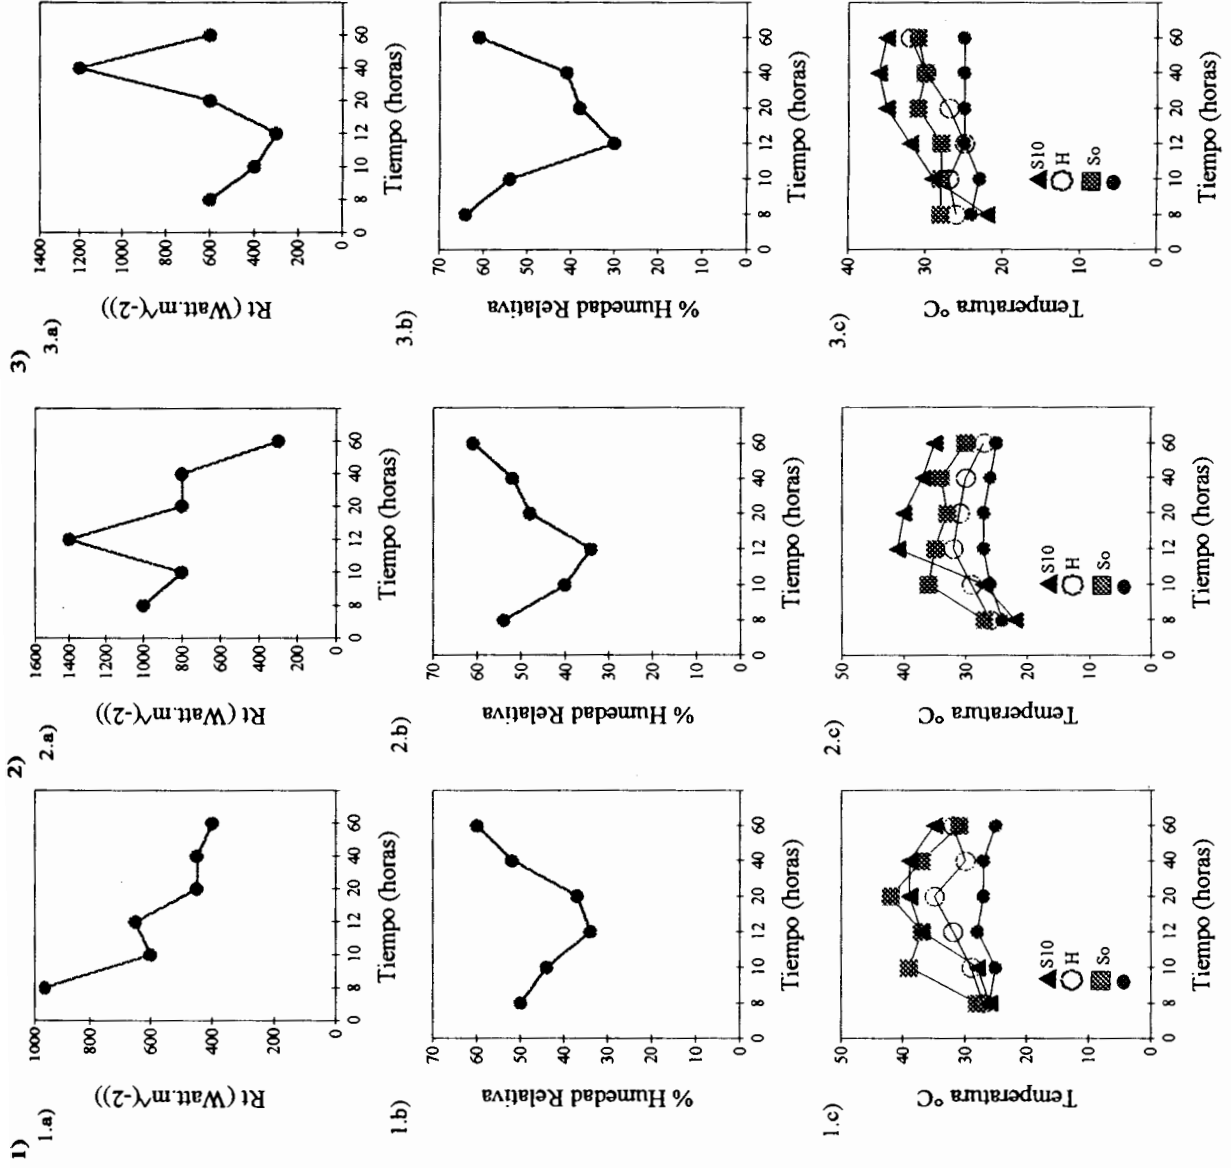 1)
1.a)
Rt (Watt.m^(-2))
1000
800
600
400
200
0
0 8 10 12 20 40 60
Tiempo (horas)
2)
2.a)
Rt (Watt.m^(-2))
1600
1400
1200
1000
800
600
400
200
0
0 8 10 12 20 40 60
Tiempo (horas)
3)
3.a)
Rt (Watt.m^(-2))
1400
1200
1000
800
600
400
200
0
0 8 10 12 20 40 60
Tiempo (horas)
1.b)
% Humedad Relativa
70
60
50
40
30
20
10
0
0 8 10 12 20 40 60
Tiempo (horas)
2.b)
% Humedad Relativa
70
60
50
40
30
20
10
0
0 8 10 12 20 40 60
Tiempo (horas)
3.b)
% Humedad Relativa
70
60
50
40
30
20
10
0
0 8 10 12 20 40 60
Tiempo (horas)
1.c)
Temperatura °C
50
40
30
20
10
0
S10
H
So
0 8 10 12 20 40 60
Tiempo (horas)
2.c)
Temperatura °C
50
40
30
20
10
0
S10
H
So
0 8 10 12 20 40 60
Tiempo (horas)
3.c)
Temperatura °C
40
30
20
10
0
S10
H
So
0 8 10 12 20 40 60
Tiempo (horas)